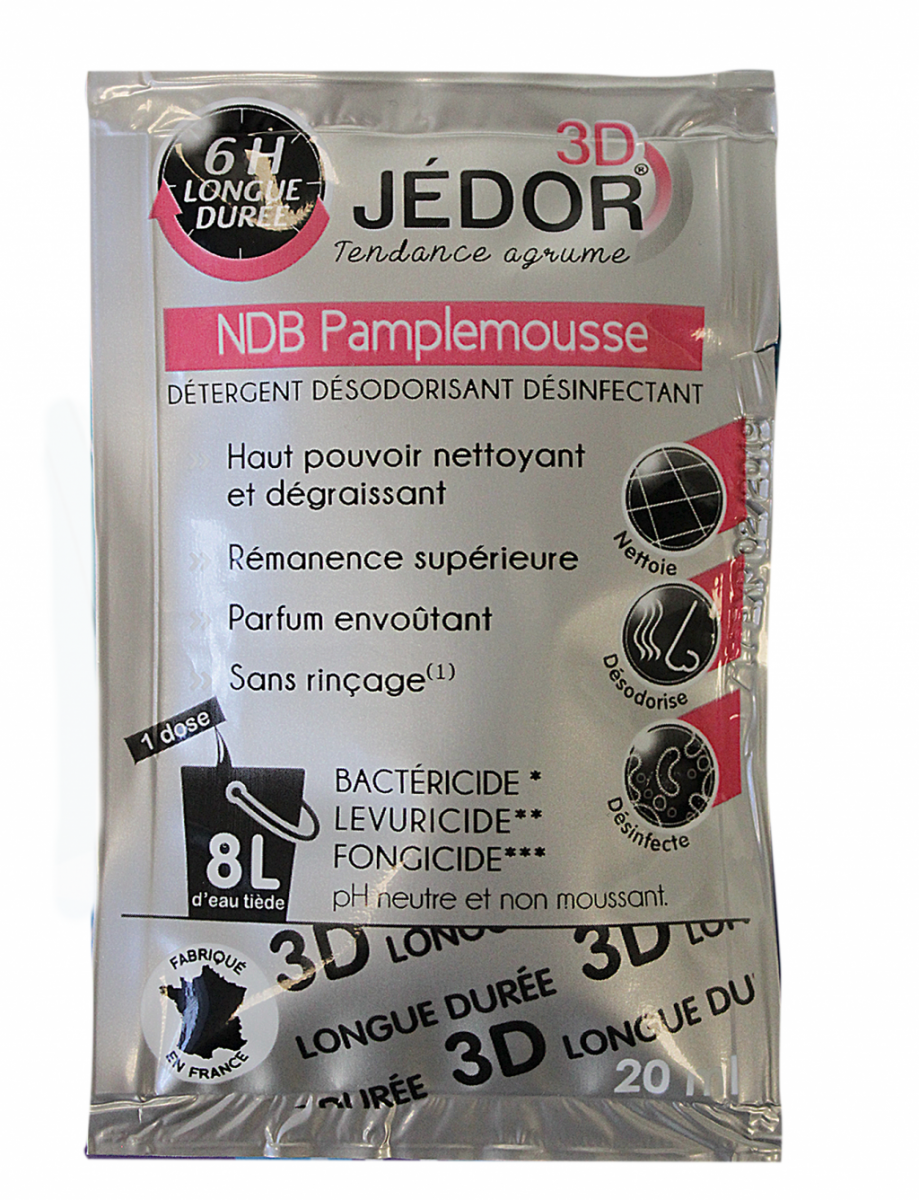 6 H
LONGUE
DURÉE
3D
JÉDOR®
Tendance agrume
NDB Pamplemousse
DÉTERGENT DÉSODORISANT DÉSINFECTANT
Haut pouvoir nettoyant
et dégraissant
Rémanence supérieure
Parfum envoûtant
Sans rinçage(1)
Nettoie
Désodorise
Désinfecte
1 dose
8L
d'eau tiède
BACTÉRICIDE *
LEVURICIDE**
FONGICIDE***
pH neutre et non moussant.
FABRIQUÉ
EN FRANCE
3D LONGU 3D LON
LONGUE DURÉE 3D LONGUE DU
DURÉE
20 ml